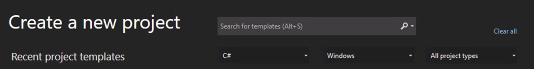 Create a new project
Search for templates (Alt+S)
Clear all
Recent project templates
C#
Windows
All project types